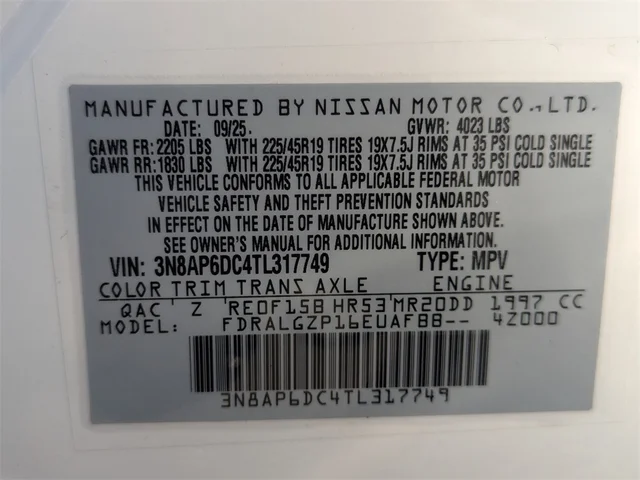 MANUFACTURED BY NISSAN MOTOR CO., LTD.
DATE: 09/25. GVWR: 4023 LBS
GAWR FR: 2205 LBS WITH 225/45R19 TIRES 19X7.5J RIMS AT 35 PSI COLD SINGLE
GAWR RR: 1830 LBS WITH 225/45R19 TIRES 19X7.5J RIMS AT 35 PSI COLD SINGLE
THIS VEHICLE CONFORMS TO ALL APPLICABLE FEDERAL MOTOR
VEHICLE SAFETY AND THEFT PREVENTION STANDARDS
IN EFFECT ON THE DATE OF MANUFACTURE SHOWN ABOVE.
SEE OWNER'S MANUAL FOR ADDITIONAL INFORMATION
VIN: 3N8AP6DC4TL317749 TYPE: MPV
COLOR TRIM TRANS AXLE ENGINE
QAC Z RE0F15B HR53 MR20DD 1997 CC
MODEL: FDRALGZP16EUAFBB-- 4Z000
3N8AP6DC4TL317749